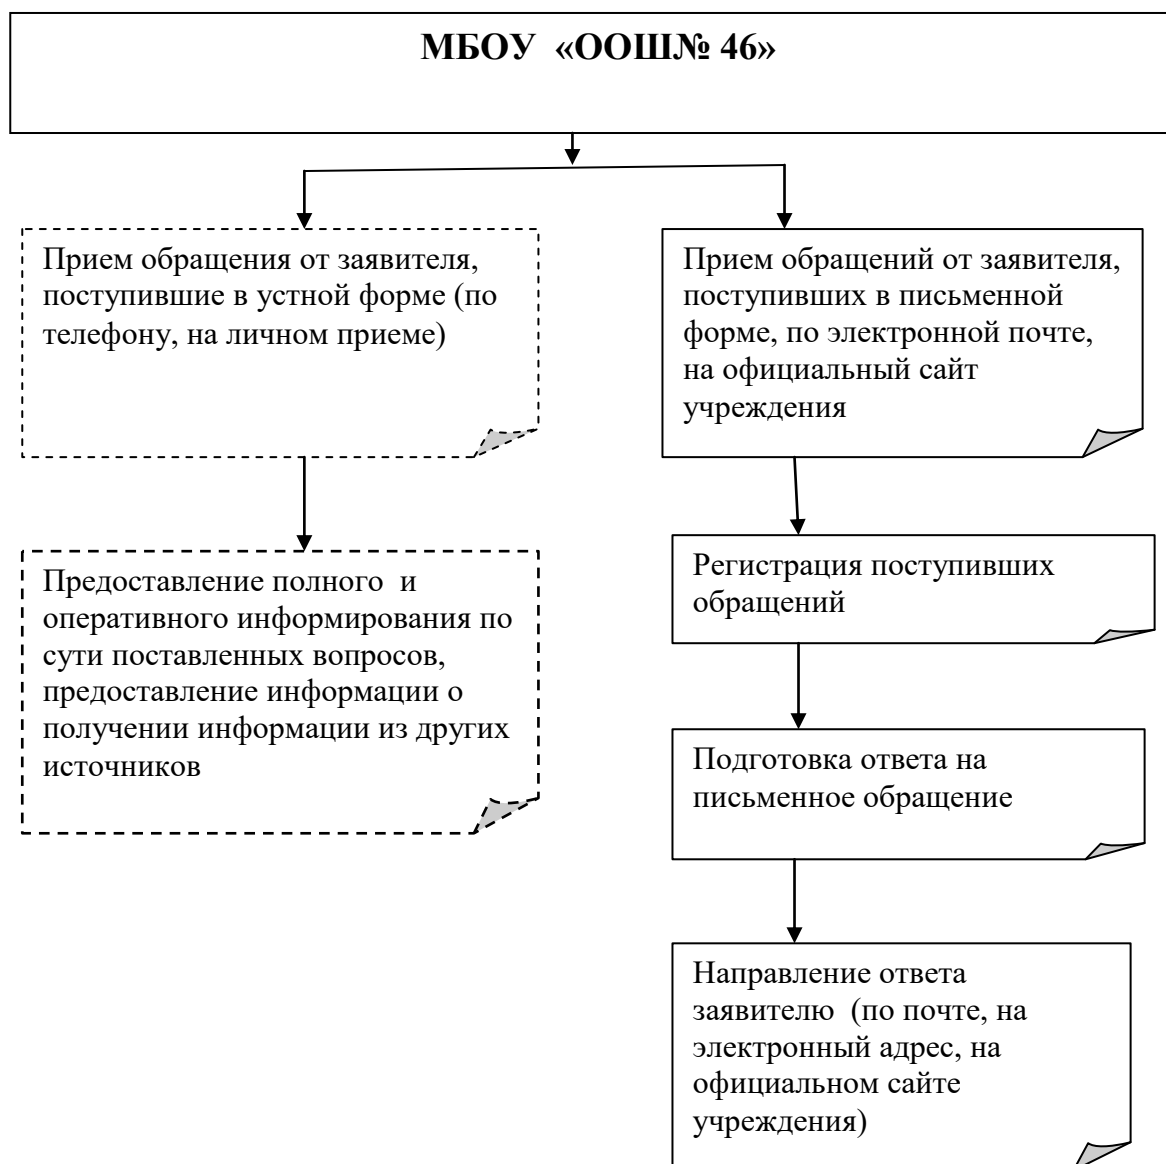 МБОУ «ООШ№ 46»
Прием обращения от заявителя,
поступившие в устной форме (по
телефону, на личном приеме)
Предоставление полного и
оперативного информирования по
сути поставленных вопросов,
предоставление информации о
получении информации из других
источников
Прием обращений от заявителя,
поступивших в письменной
форме, по электронной почте,
на официальный сайт
учреждения
Регистрация поступивших
обращений
Подготовка ответа на
письменное обращение
Направление ответа
заявителю (по почте, на
электронный адрес, на
официальном сайте
учреждения)